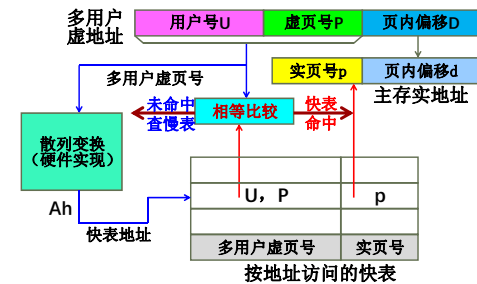 多用户
虚地址
用户号U
虚页号P
页内偏移D
多用户虚页号
实页号p
页内偏移d
主存实地址
未命中
查慢表
相等比较
快表
命中
散列变换
（硬件实现）
Ah
快表地址
U，P
p
多用户虚页号
实页号
按地址访问的快表